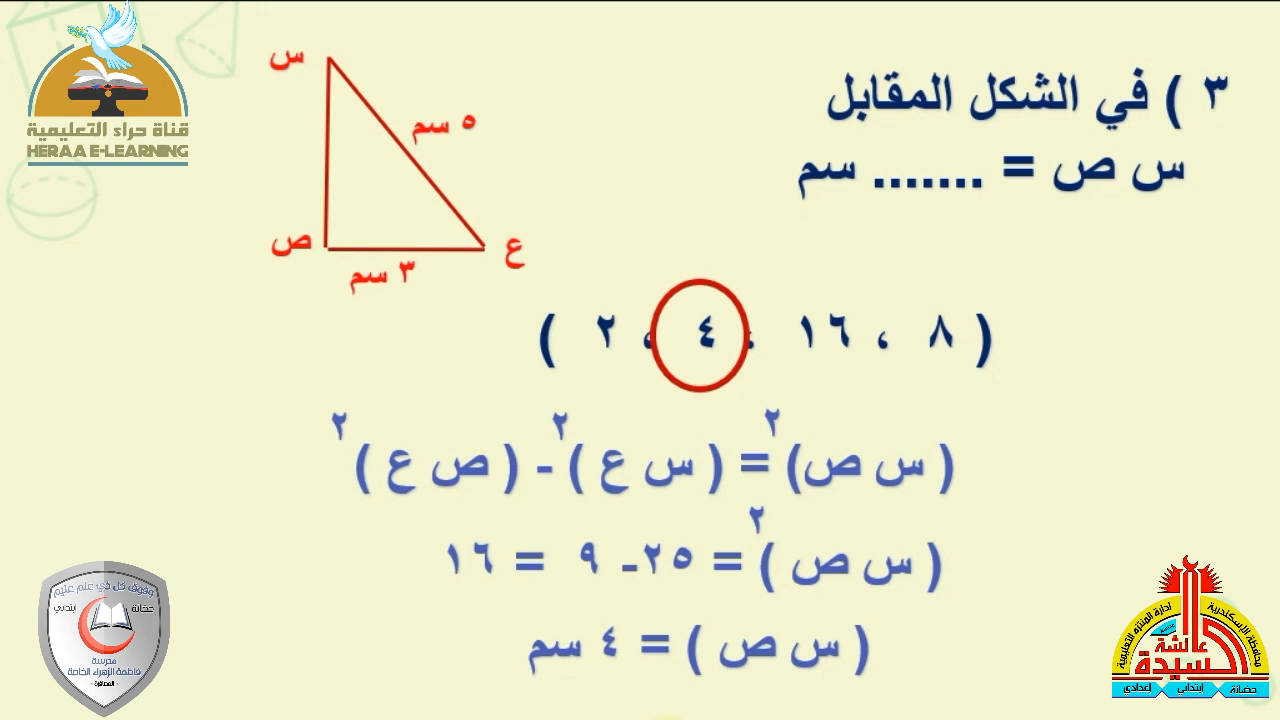 قناة حراء التعليمية
HERAA E-LEARNING
٣ ) في الشكل المقابل
س ص = ....... سم
س
٥ سم
ص
ع
٣ سم
( ٨ ، ١٦ ، ٤ ، ٢ )
( س ص)٢ = ( س ع )٢ - ( ص ع )٢
( س ص )٢ = ٢٥- ٩ = ١٦
( س ص ) = ٤ سم
وفوق كل ذي علم عليم
حضانة
ابتدائي
مدرسة
فاطمة الزهراء الخاصة
محافظة الإسكندرية
إدارة المنتزه التعليمية
السيدة
عائشة
حضانة
ابتدائي
إعدادي